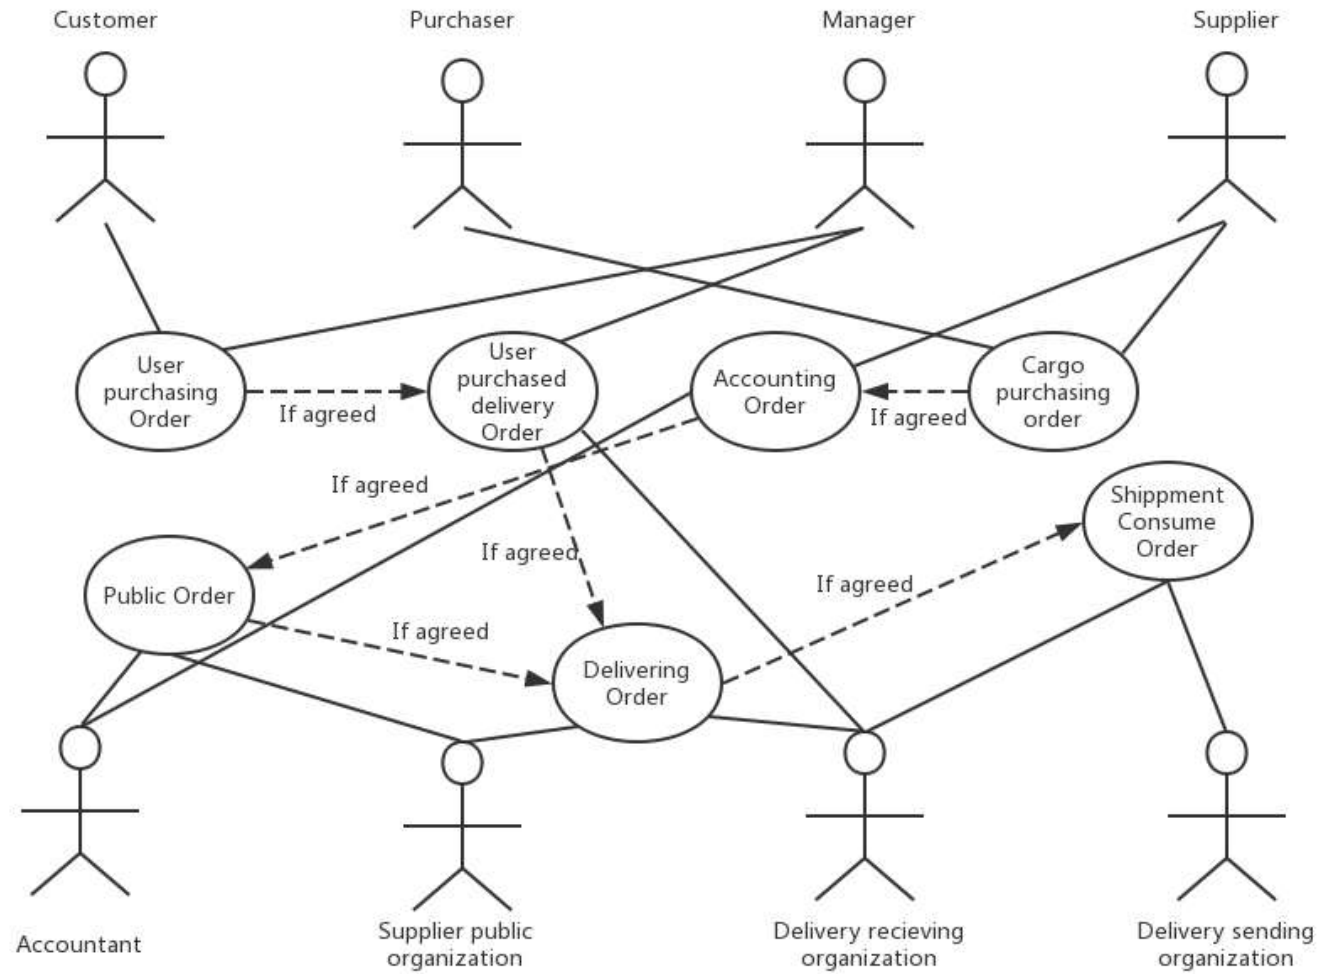 Customer
Purchaser
Manager
Supplier
User
purchasing
Order
If agreed
User
purchased
delivery
Order
Accounting
Order
If agreed
Cargo
purchasing
order
If agreed
Shippment
Consume
Order
If agreed
If agreed
Public Order
If agreed
Delivering
Order
Accountant
Supplier public
organization
Delivery recieving
organization
Delivery sending
organization